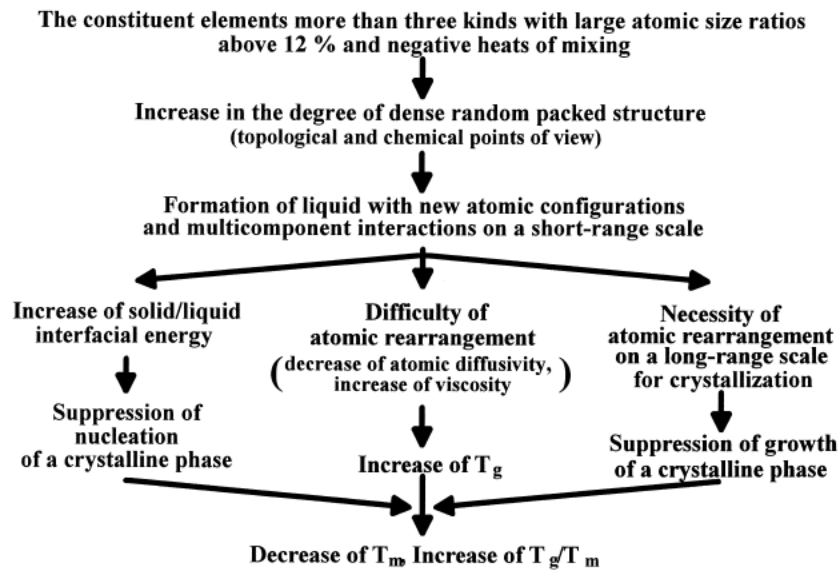 The constituent elements more than three kinds with large atomic size ratios
above 12 % and negative heats of mixing
Increase in the degree of dense random packed structure
(topological and chemical points of view)
Formation of liquid with new atomic configurations
and multicomponent interactions on a short-range scale
Increase of solid/liquid
interfacial energy
Suppression of
nucleation
of a crystalline phase
Difficulty of
atomic rearrangement
(decrease of atomic diffusivity,
increase of viscosity)
Increase of Tg
Necessity of
atomic rearrangement
on a long-range scale
for crystallization
Suppression of growth
of a crystalline phase
Decrease of Tm, Increase of Tg/Tm